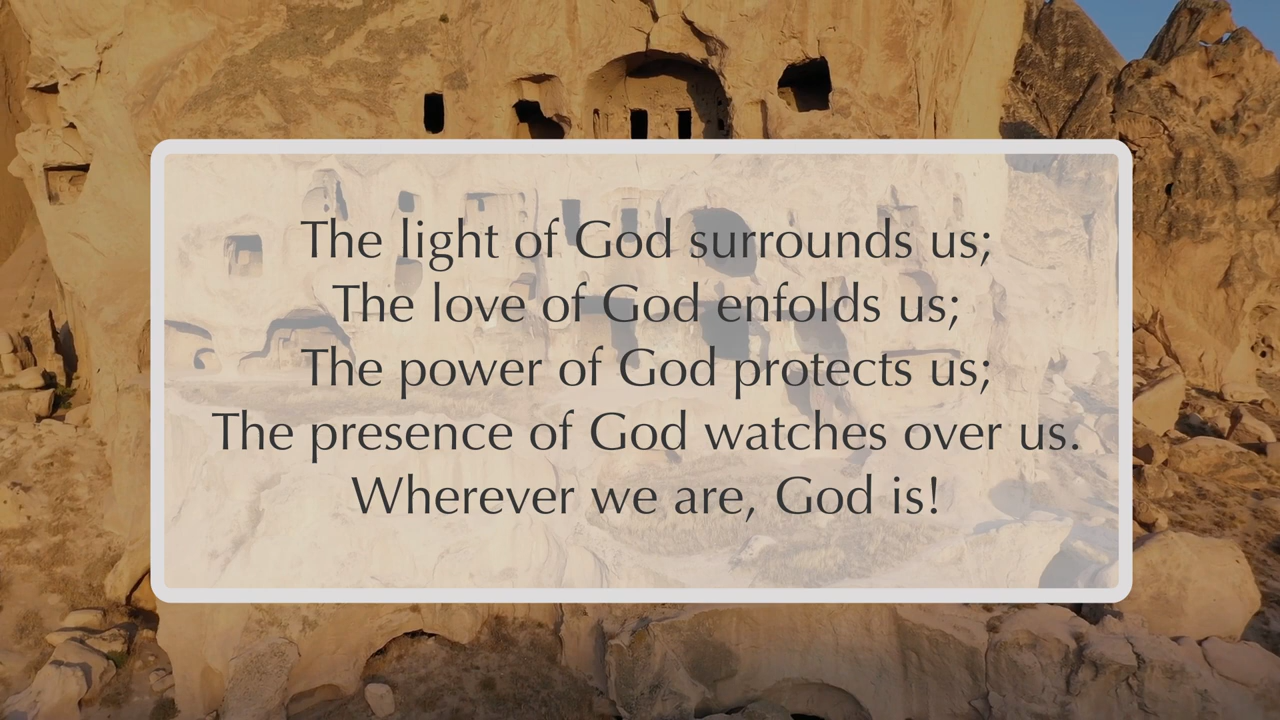 The light of God surrounds us;
The love of God enfolds us;
The power of God protects us;
The presence of God watches over us.
Wherever we are, God is!